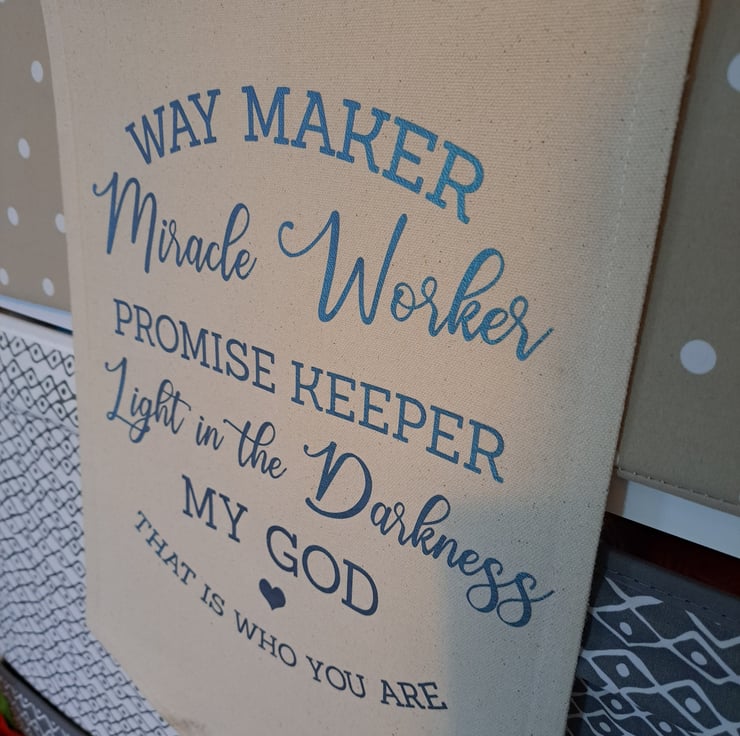 WAY MAKER
Miracle Worker
PROMISE KEEPER
Light in the Darkness
MY GOD
THAT IS WHO YOU ARE